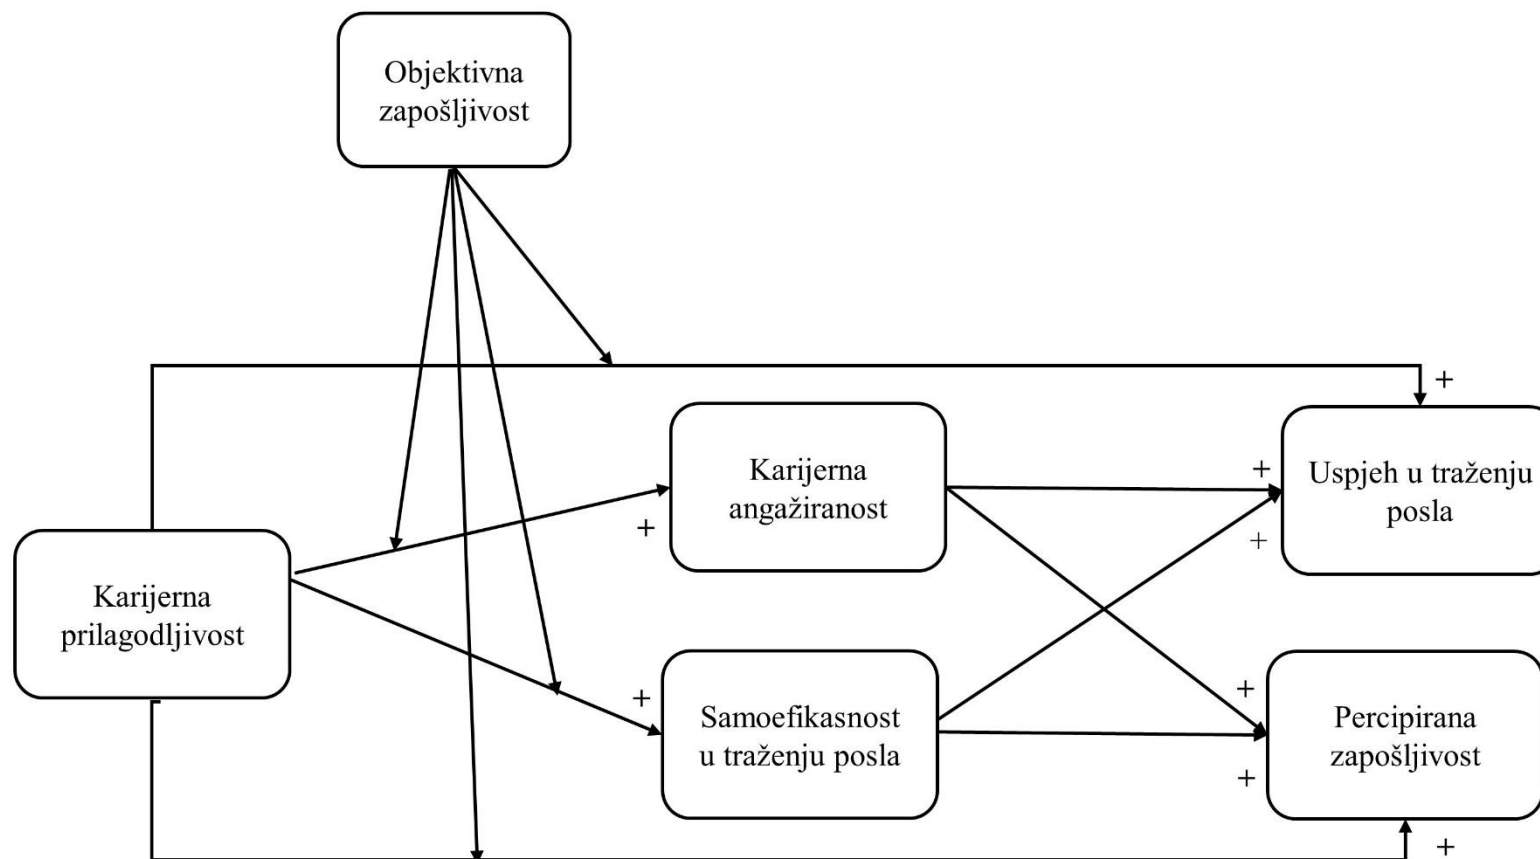 Objektivna
zapošljivost
+
Karijerna
angažiranost
+
+
Uspjeh u traženju
posla
+
Karijerna
prilagodljivost
+
Samoefikasnost
u traženju posla
+
+
Percipirana
zapošljivost
+